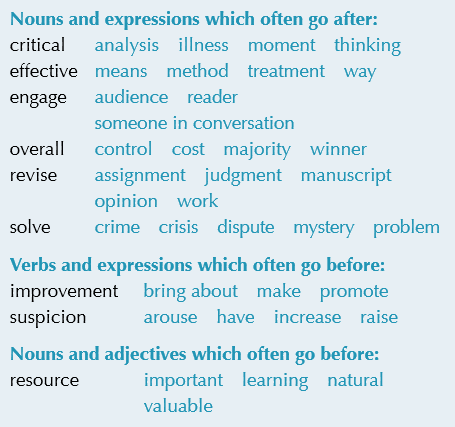 Nouns and expressions which often go after:
critical analysis illness moment thinking
effective means method treatment way
engage audience reader
someone in conversation
overall control cost majority winner
revise assignment judgment manuscript
opinion work
solve crime crisis dispute mystery problem
Verbs and expressions which often go before:
improvement bring about make promote
suspicion arouse have increase raise
Nouns and adjectives which often go before:
resource important learning natural
valuable